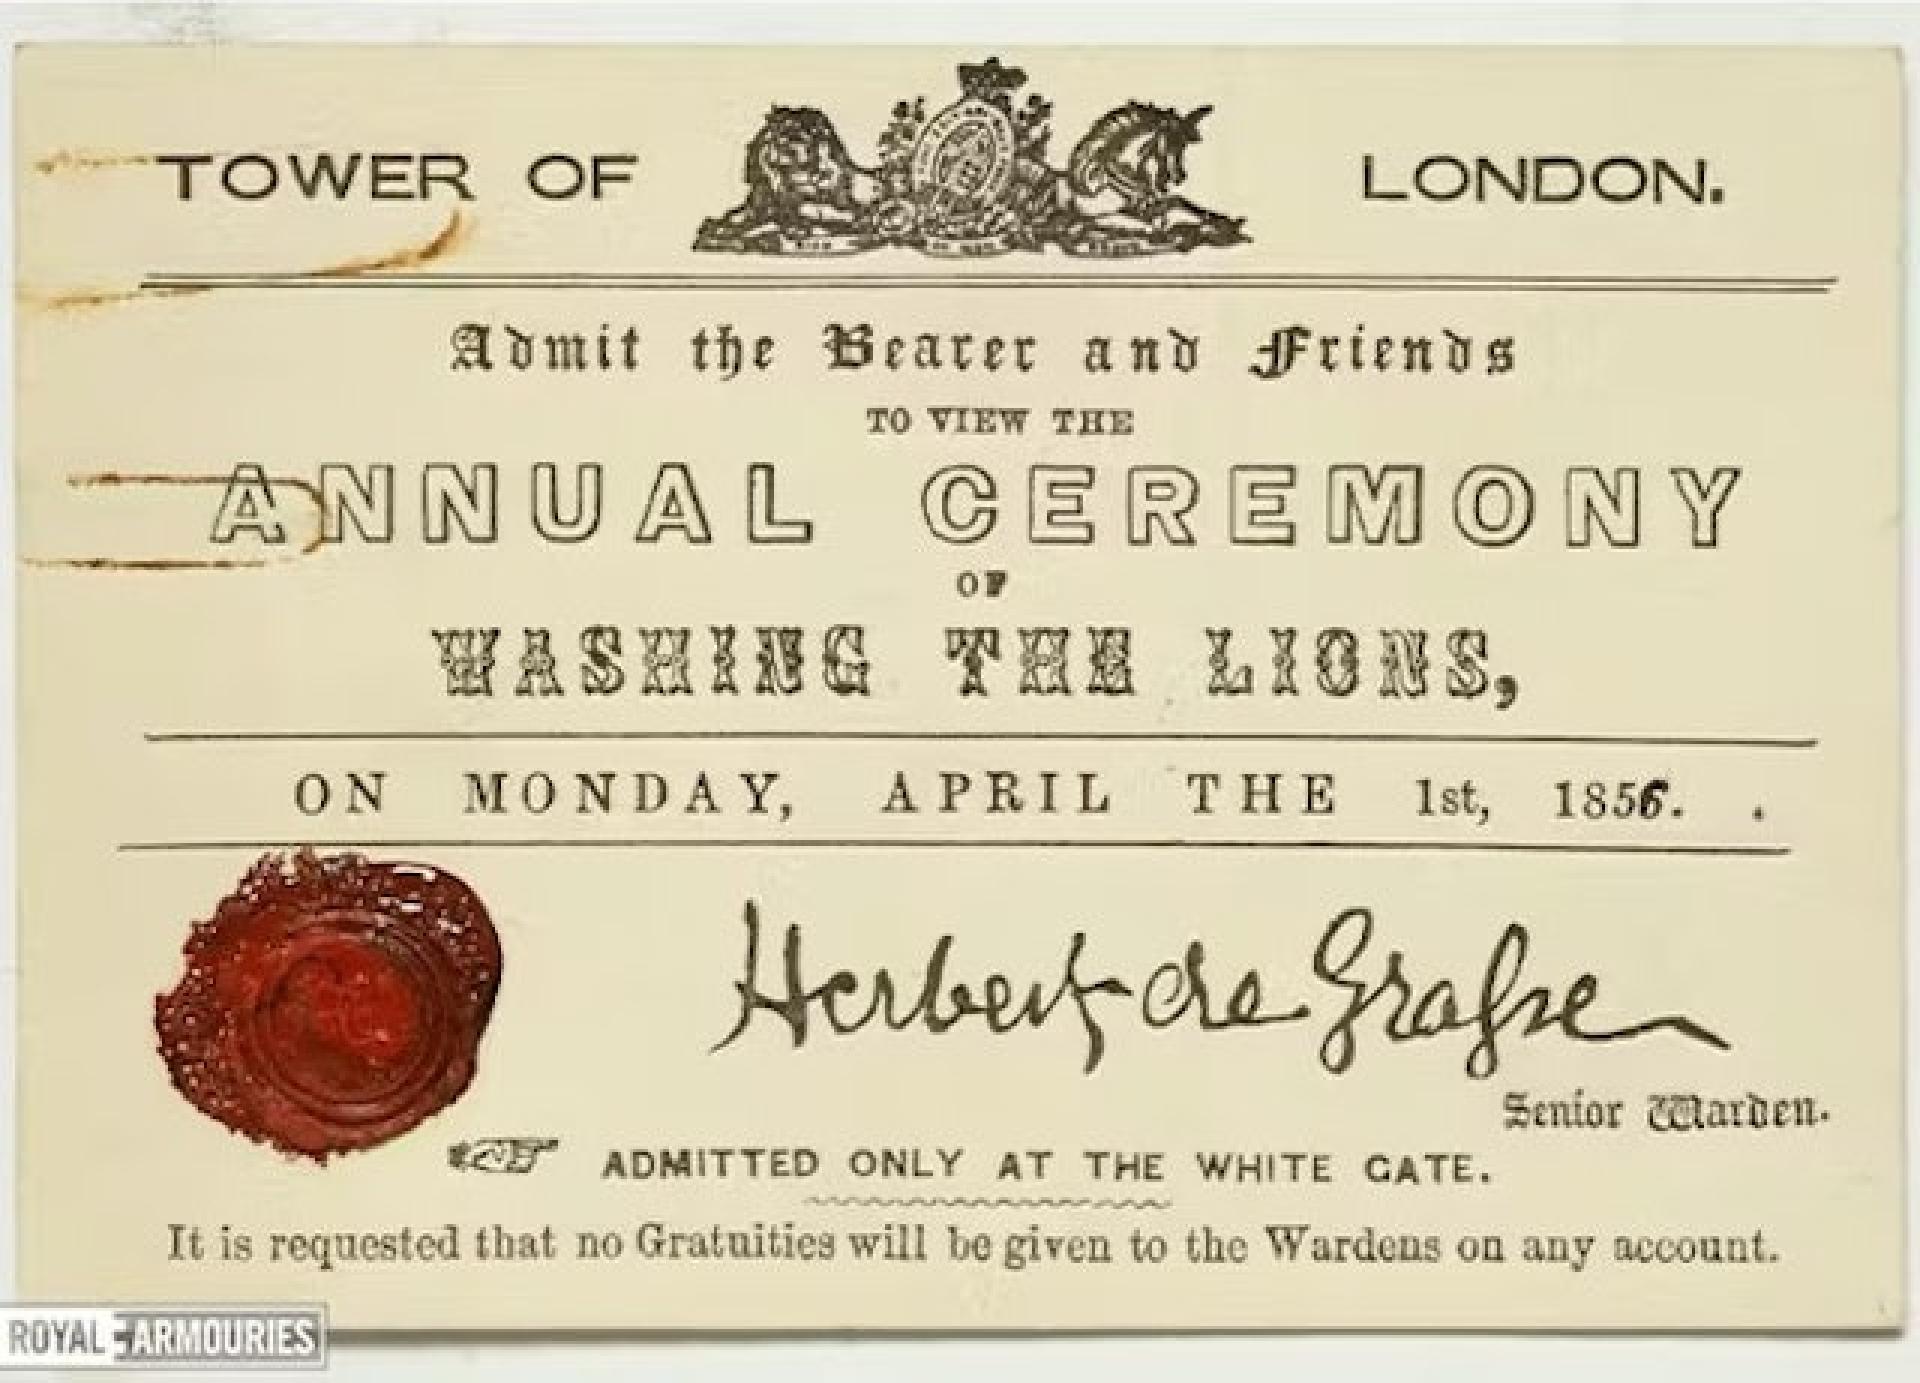 TOWER OF LONDON.
Admit the Bearer and Friends
TO VIEW THE
ANNUAL CEREMONY
OF
WASHING THE LIONS,
ON MONDAY, APRIL THE 1st, 1856. .
Herbert de Grasse
Senior Warden.
ADMITTED ONLY AT THE WHITE GATE.
It is requested that no Gratuities will be given to the Wardens on any account.
ROYAL ARMOURIES